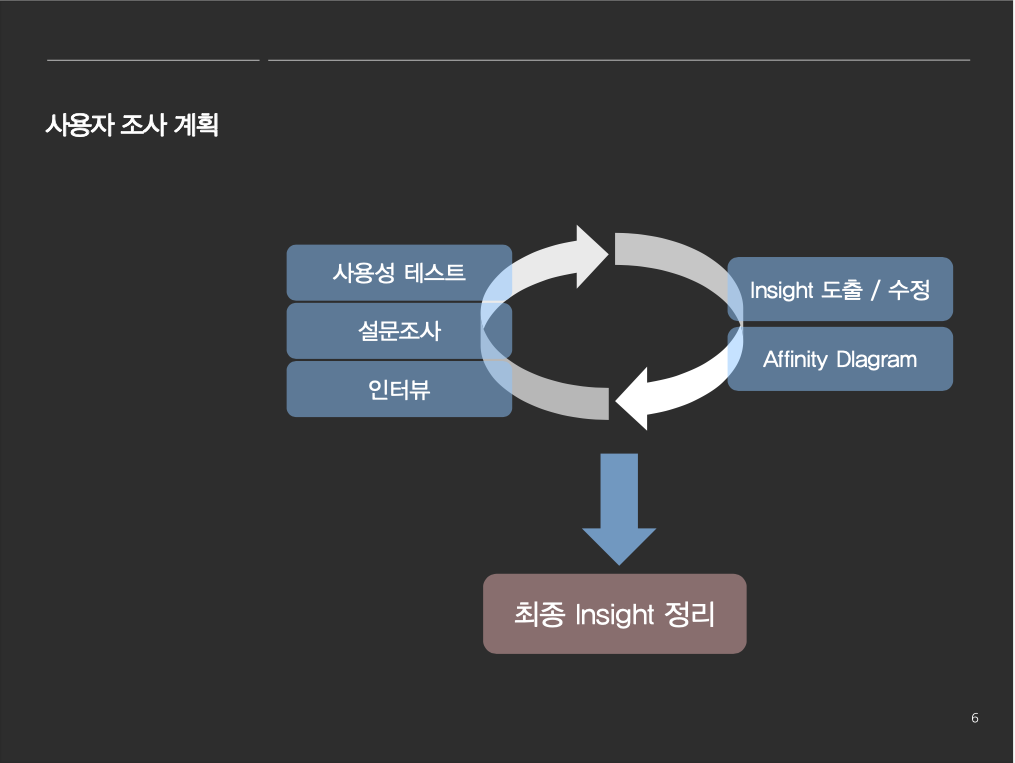 사용자 조사 계획
사용성 테스트
설문조사
인터뷰
Insight 도출 / 수정
Affinity DIagram
최종 Insight 정리
6